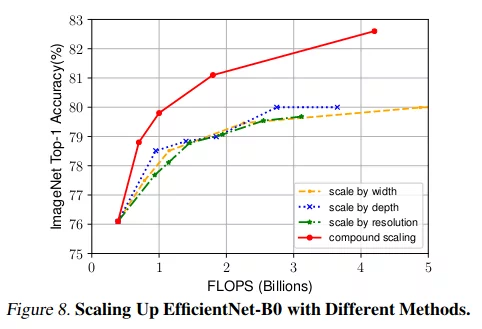 83
82
81
80
79
78
77
76
75
ImageNet Top-1 Accuracy(%)
scale by width
scale by depth
scale by resolution
compound scaling
0 1 2 3 4 5
FLOPS (Billions)
Figure 8. Scaling Up EfficientNet-B0 with Different Methods.